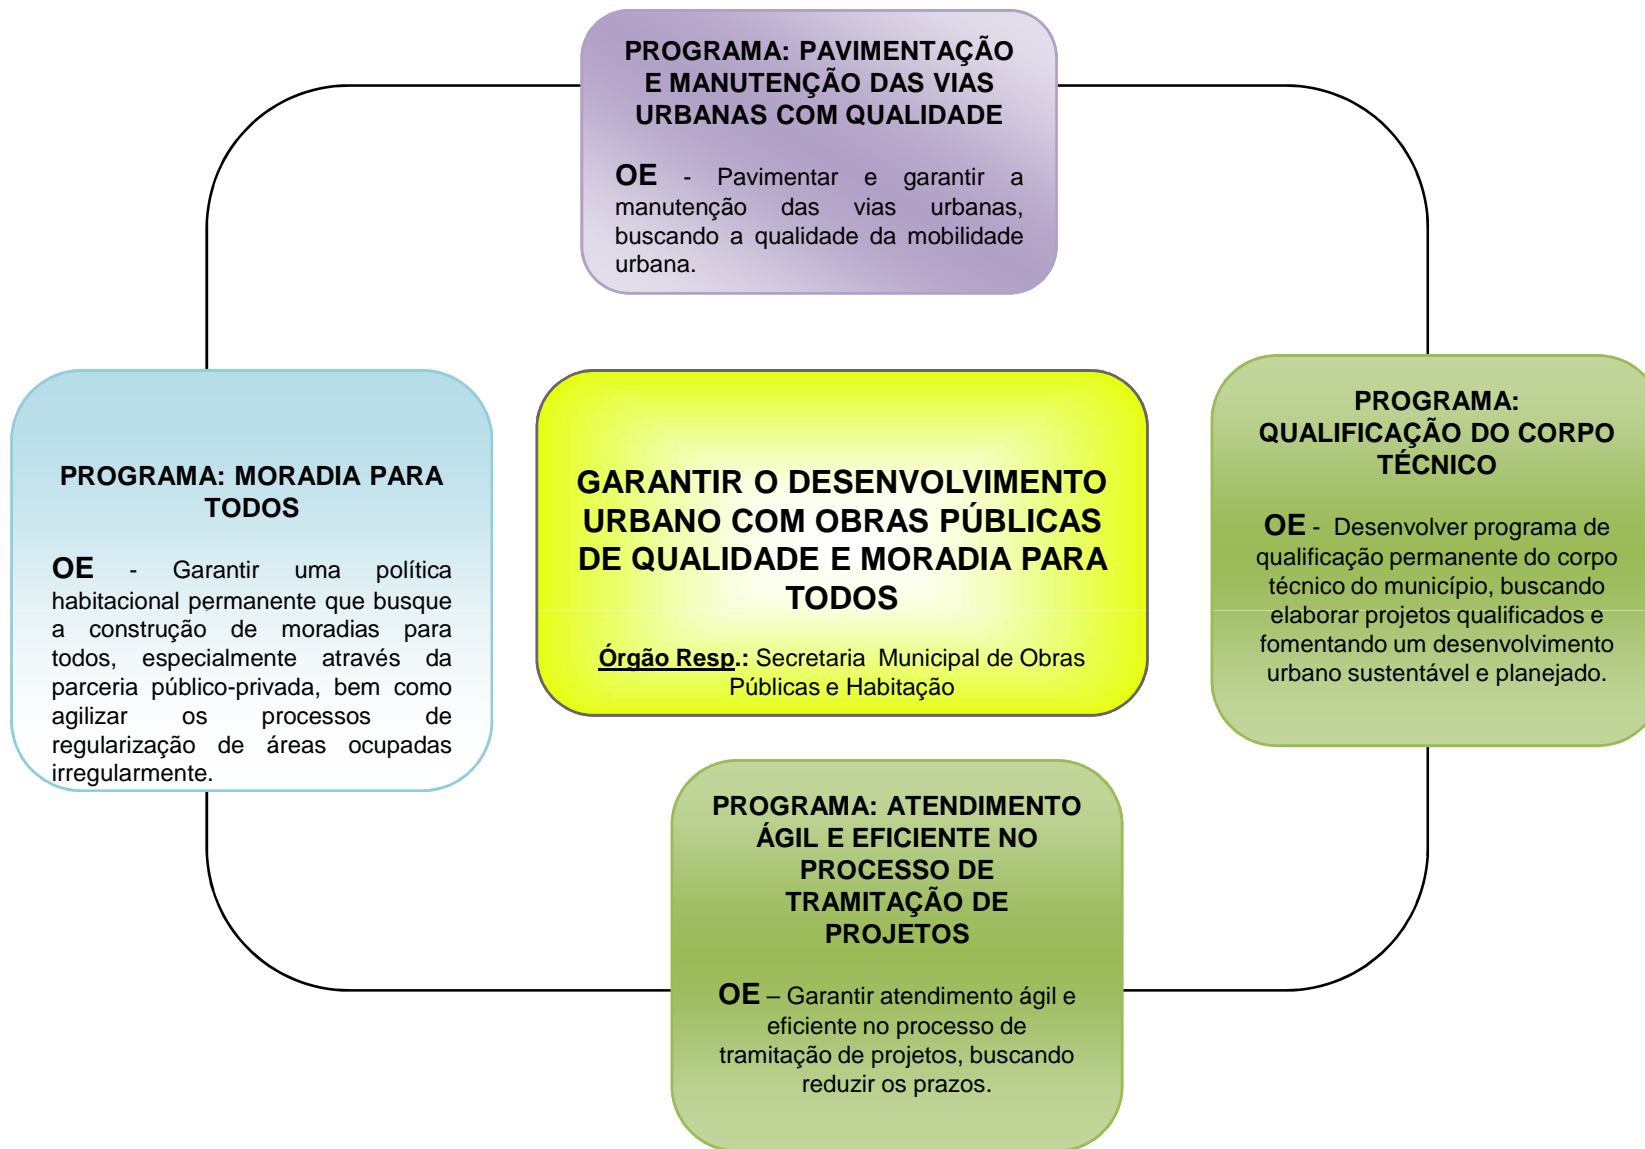 PROGRAMA: PAVIMENTAÇÃO
E MANUTENÇÃO DAS VIAS
URBANAS COM QUALIDADE
OE - Pavimentar e garantir a
manutenção das vias urbanas,
buscando a qualidade da mobilidade
urbana.
PROGRAMA: MORADIA PARA
TODOS
OE - Garantir uma política
habitacional permanente que busque
a construção de moradias para
todos, especialmente através da
parceria público-privada, bem como
agilizar os processos de
regularização de áreas ocupadas
irregularmente.
GARANTIR O DESENVOLVIMENTO
URBANO COM OBRAS PÚBLICAS
DE QUALIDADE E MORADIA PARA
TODOS
Órgão Resp.: Secretaria Municipal de Obras
Públicas e Habitação
PROGRAMA:
QUALIFICAÇÃO DO CORPO
TÉCNICO
OE - Desenvolver programa de
qualificação permanente do corpo
técnico do município, buscando
elaborar projetos qualificados e
fomentando um desenvolvimento
urbano sustentável e planejado.
PROGRAMA: ATENDIMENTO
ÁGIL E EFICIENTE NO
PROCESSO DE
TRAMITAÇÃO DE
PROJETOS
OE – Garantir atendimento ágil e
eficiente no processo de
tramitação de projetos, buscando
reduzir os prazos.